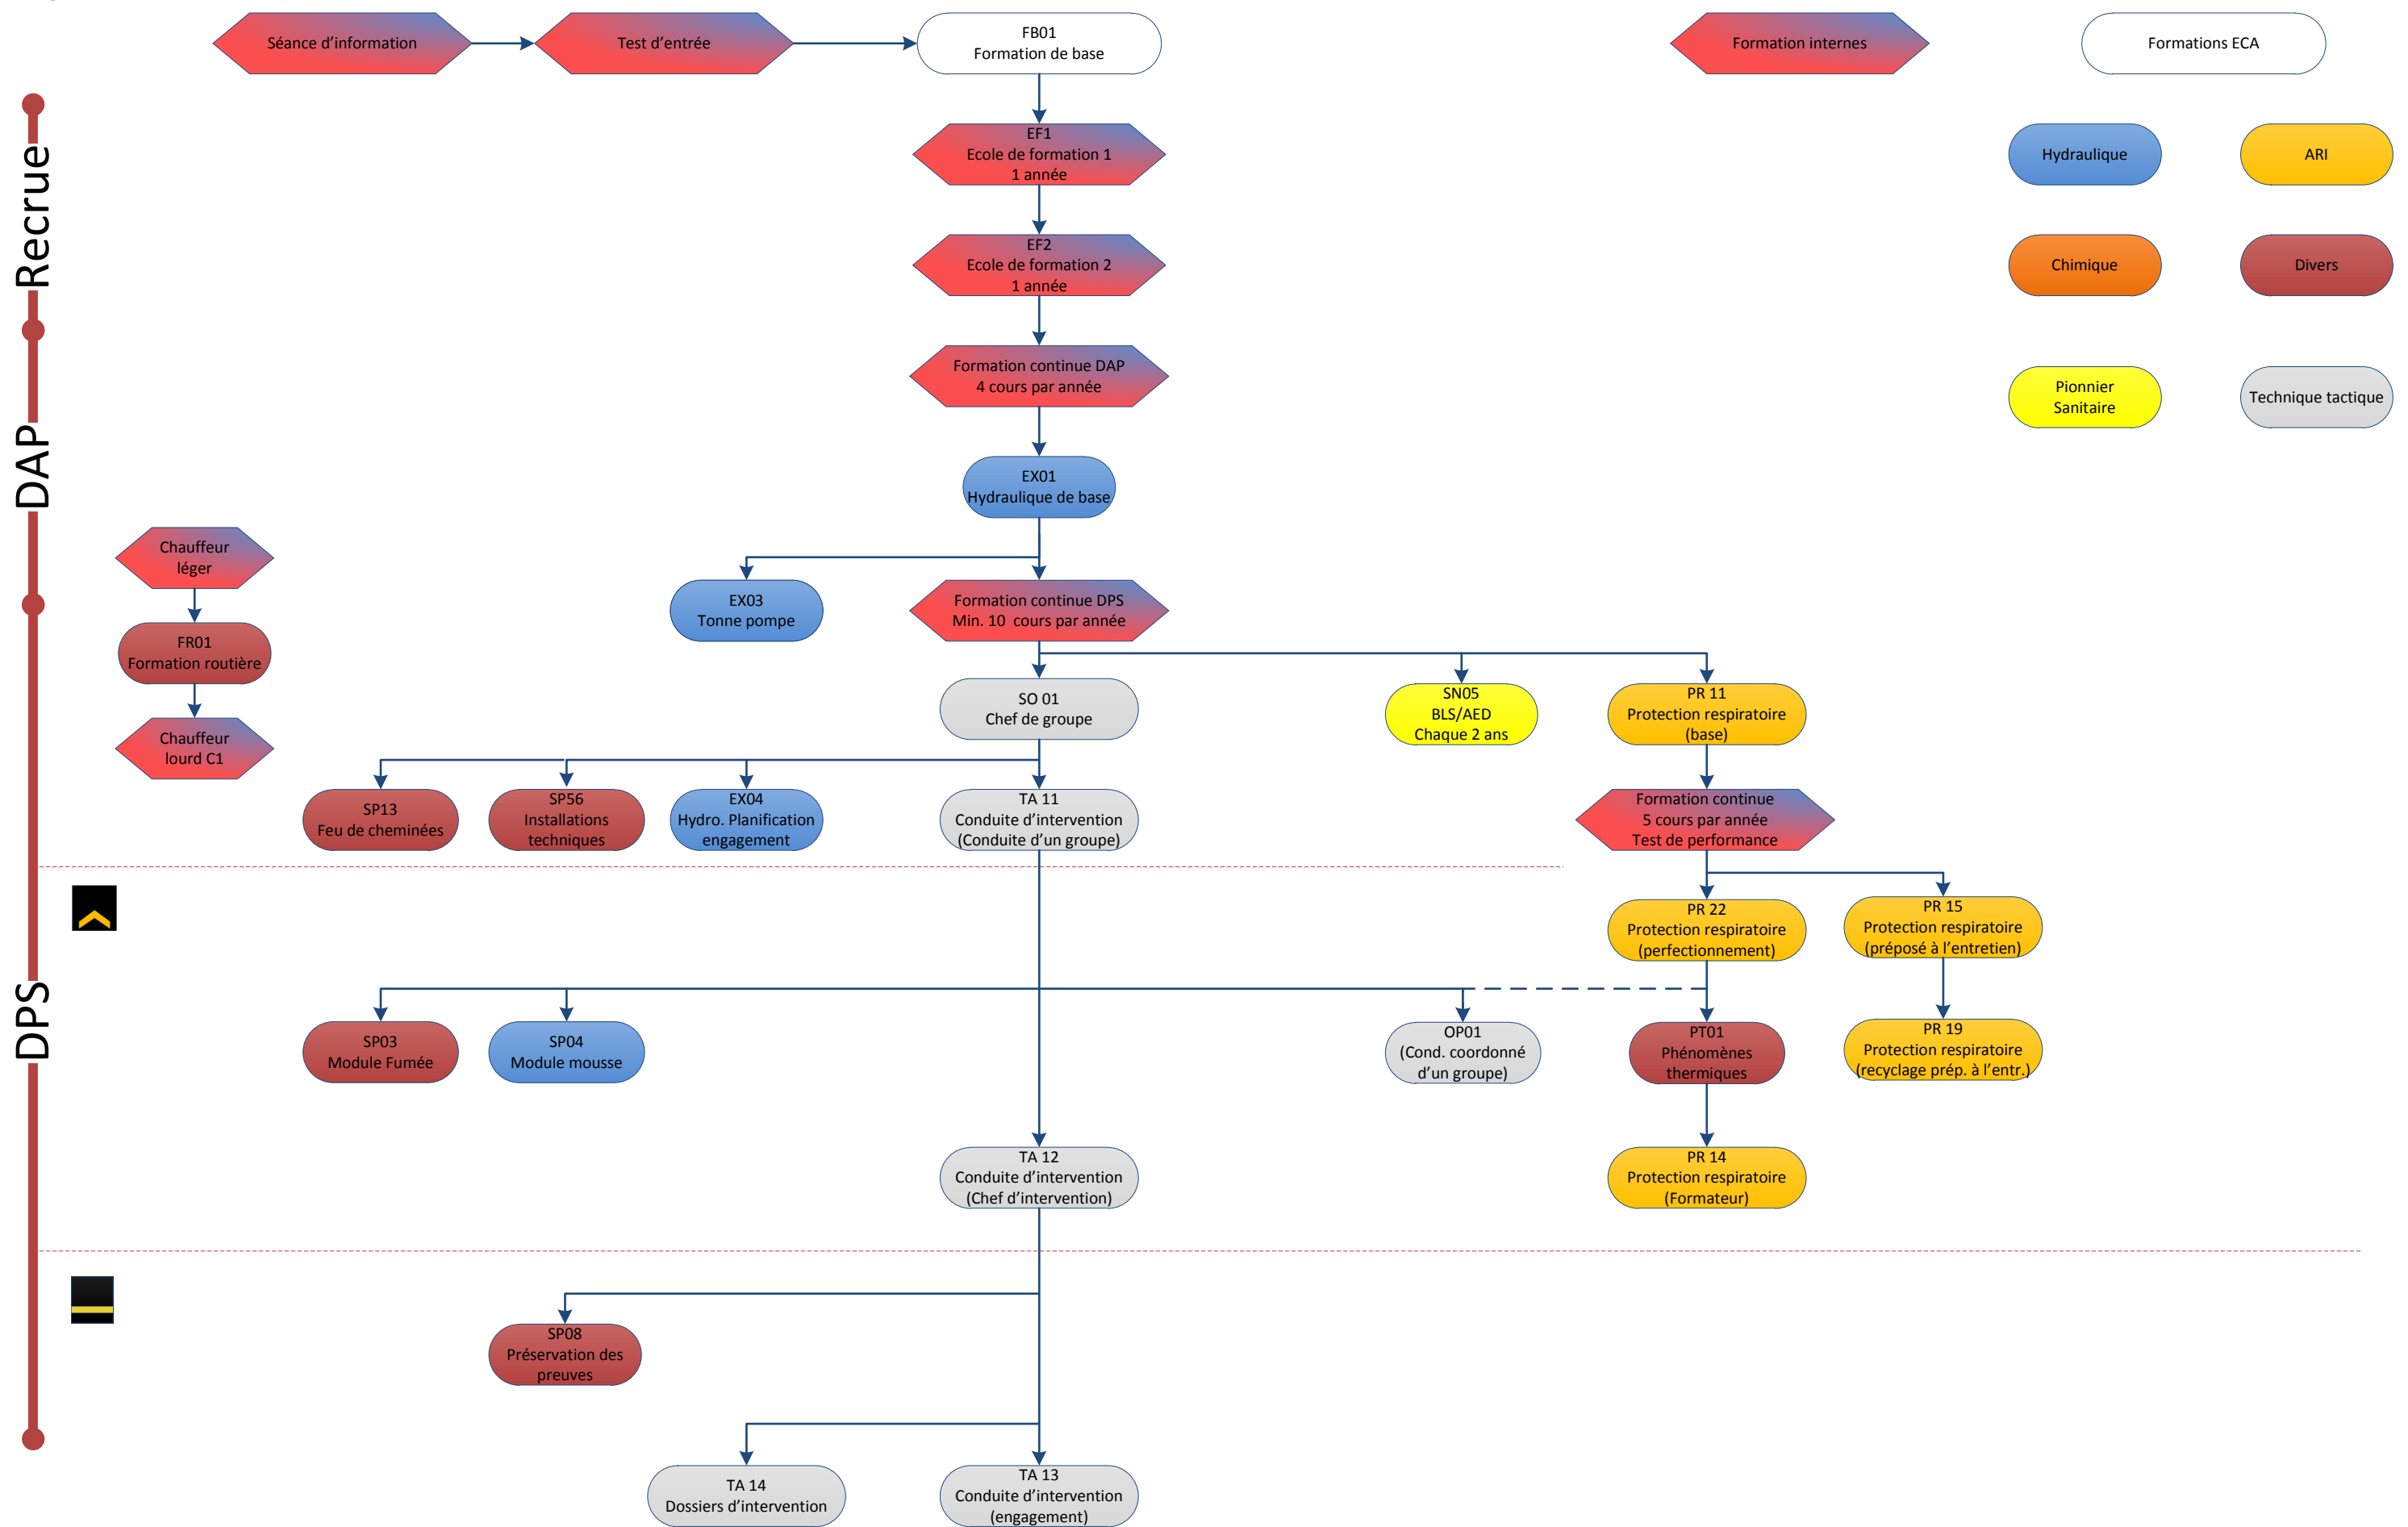 Séance d’information
Test d’entrée
FB01
Formation de base
Formation internes
Formations ECA
Recrue
EF1
Ecole de formation 1
1 année
Hydraulique
ARI
EF2
Ecole de formation 2
1 année
Chimique
Divers
DAP
Formation continue DAP
4 cours par année
Pionnier
Sanitaire
Technique tactique
EX01
Hydraulique de base
Chauffeur
léger
EX03
Tonne pompe
Formation continue DPS
Min. 10 cours par année
FR01
Formation routière
SO 01
Chef de groupe
SN05
BLS/AED
Chaque 2 ans
PR 11
Protection respiratoire
(base)
Chauffeur
lourd C1
SP13
Feu de cheminées
SP56
Installations
techniques
EX04
Hydro. Planification
engagement
TA 11
Conduite d’intervention
(Conduite d’un groupe)
Formation continue
5 cours par année
Test de performance
DPS
PR 22
Protection respiratoire
(perfectionnement)
PR 15
Protection respiratoire
(préposé à l’entretien)
SP03
Module Fumée
SP04
Module mousse
OP01
(Cond. coordonné
d’un groupe)
PT01
Phénomènes
thermiques
PR 19
Protection respiratoire
(recyclage prép. à l’entr.)
TA 12
Conduite d’intervention
(Chef d’intervention)
PR 14
Protection respiratoire
(Formateur)
SP08
Préservation des
preuves
TA 14
Dossiers d’intervention
TA 13
Conduite d’intervention
(engagement)